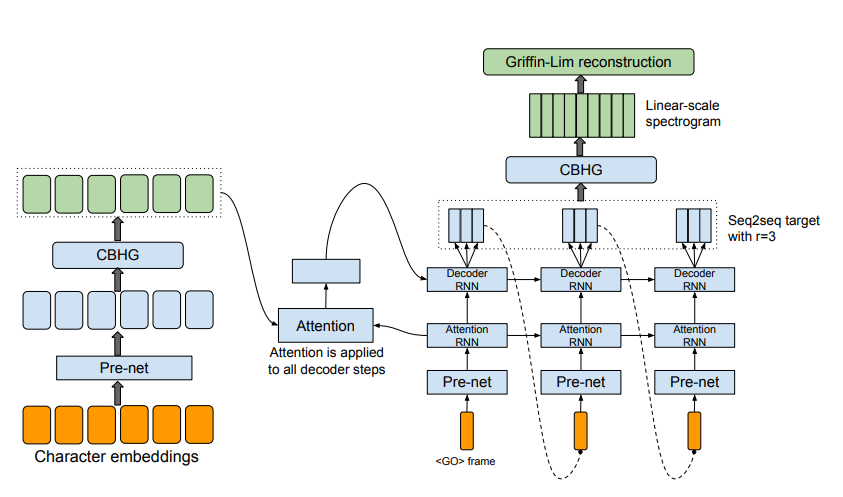 Griffin-Lim reconstruction
Linear-scale
spectrogram
CBHG
Seq2seq target
with r=3
CBHG
Decoder
RNN
Decoder
RNN
Decoder
RNN
Attention
Attention is applied
to all decoder steps
Attention
RNN
Attention
RNN
Attention
RNN
Pre-net
Pre-net
Pre-net
Pre-net
Character embeddings
<GO> frame